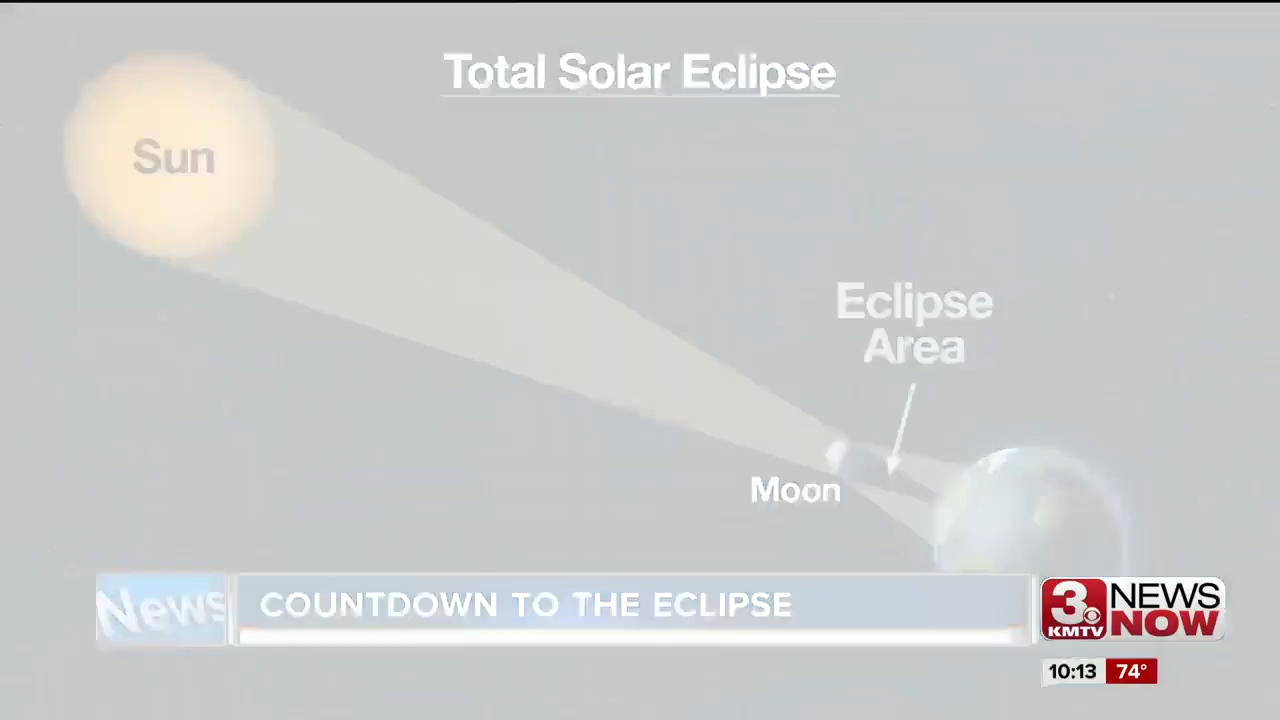 Total Solar Eclipse
Sun
Eclipse
Area
Moon
News
COUNTDOWN TO THE ECLIPSE
3 NEWS
KMTV NOW
10:13 74°